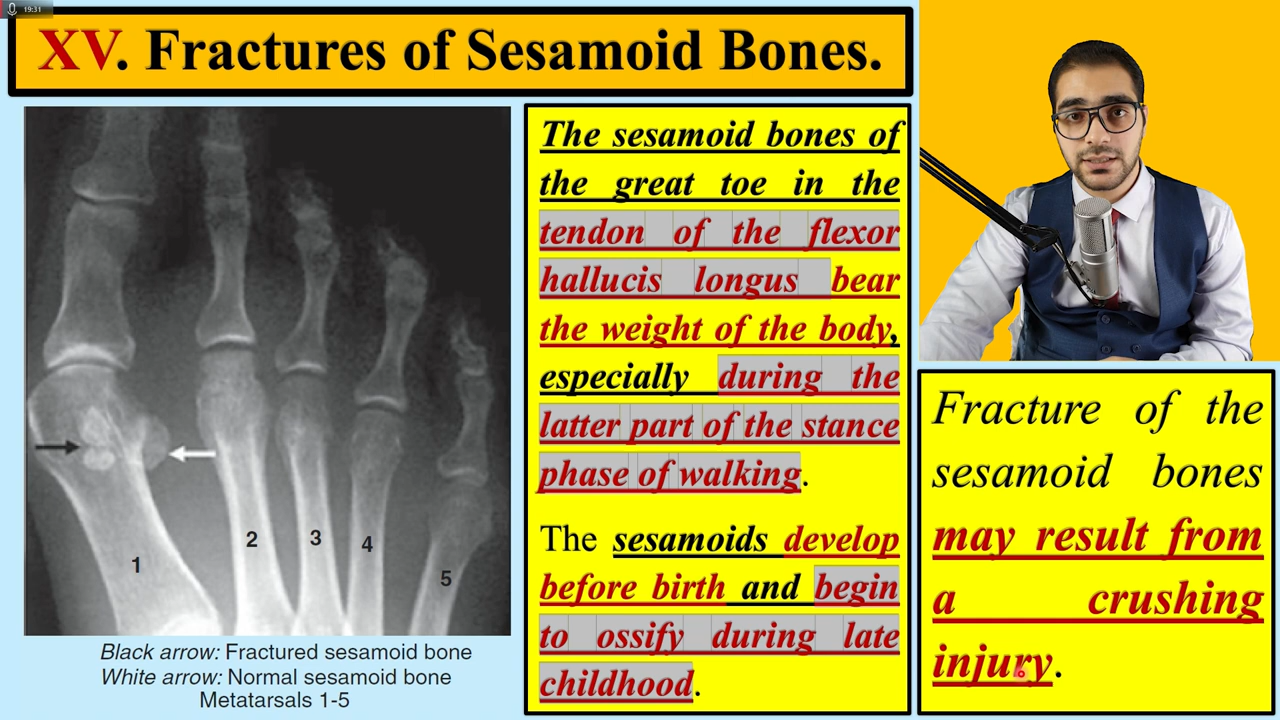 19:31
XV. Fractures of Sesamoid Bones.
1
2
3
4
5
Black arrow: Fractured sesamoid bone
White arrow: Normal sesamoid bone
Metatarsals 1-5
The sesamoid bones of
the great toe in the
tendon of the flexor
hallucis longus bear
the weight of the body,
especially during the
latter part of the stance
phase of walking.
The sesamoids develop
before birth and begin
to ossify during late
childhood.
Fracture of the
sesamoid bones
may result from
a crushing
injury.